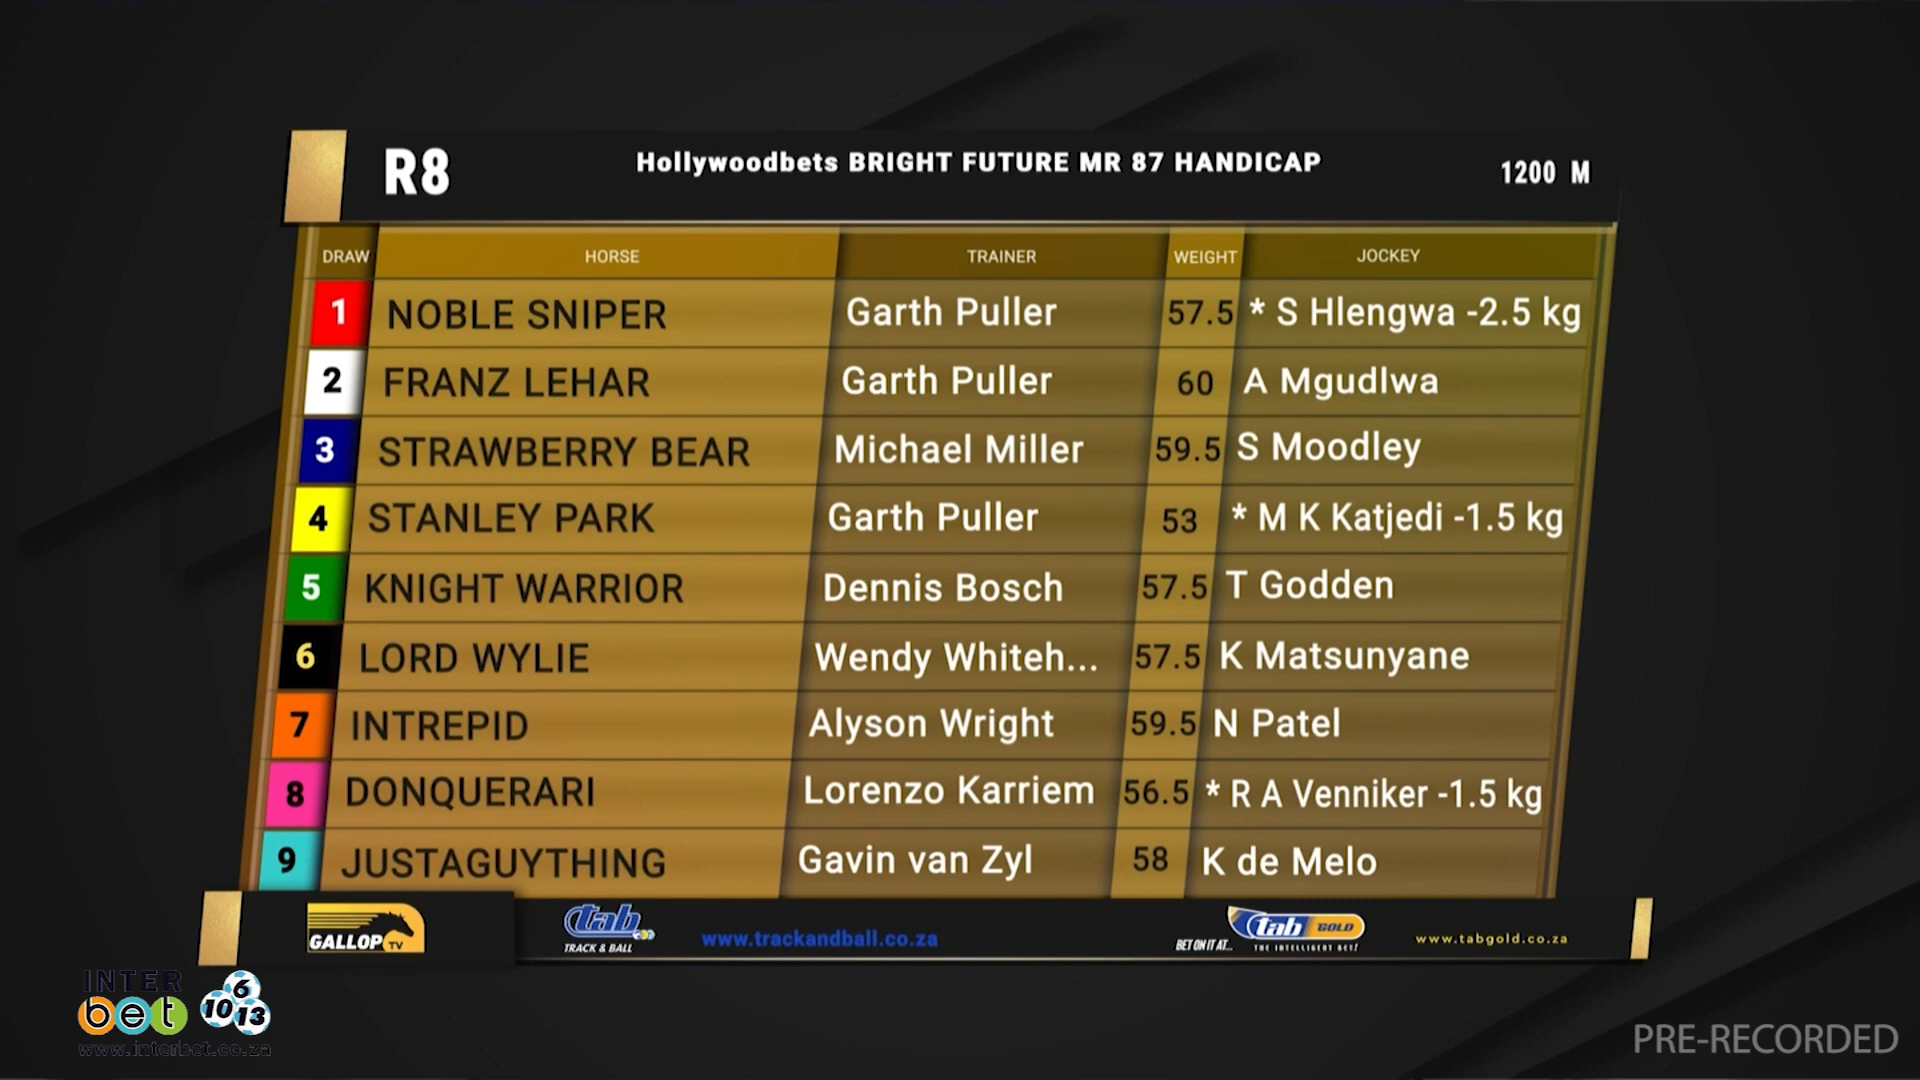 R8 Hollywoodbets BRIGHT FUTURE MR 87 HANDICAP 1200 M
DRAW HORSE TRAINER WEIGHT JOCKEY
1 NOBLE SNIPER Garth Puller 57.5 * S Hlengwa -2.5 kg
2 FRANZ LEHAR Garth Puller 60 A Mgudlwa
3 STRAWBERRY BEAR Michael Miller 59.5 S Moodley
4 STANLEY PARK Garth Puller 53 * M K Katjedi -1.5 kg
5 KNIGHT WARRIOR Dennis Bosch 57.5 T Godden
6 LORD WYLIE Wendy Whiteh... 57.5 K Matsunyane
7 INTREPID Alyson Wright 59.5 N Patel
8 DONQUERARI Lorenzo Karriem 56.5 * R A Venniker -1.5 kg
9 JUSTAGUYTHING Gavin van Zyl 58 K de Melo
GALLOP TV
tab
TRACK & BALL
www.trackandball.co.za
BET ON IT AT... tab GOLD
THE INTELLIGENT BET!
www.tabgold.co.za
INTER
bet 6 10 13
www.interbet.co.za
PRE-RECORDED